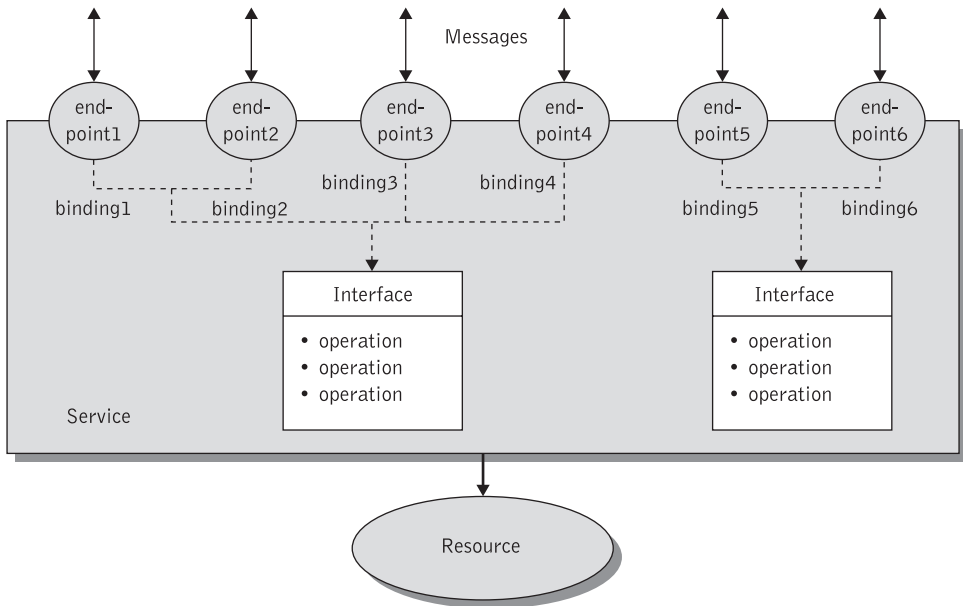 Messages
end-
point1
end-
point2
end-
point3
end-
point4
end-
point5
end-
point6
binding1
binding2
binding3
binding4
binding5
binding6
Interface
• operation
• operation
• operation
Interface
• operation
• operation
• operation
Service
Resource